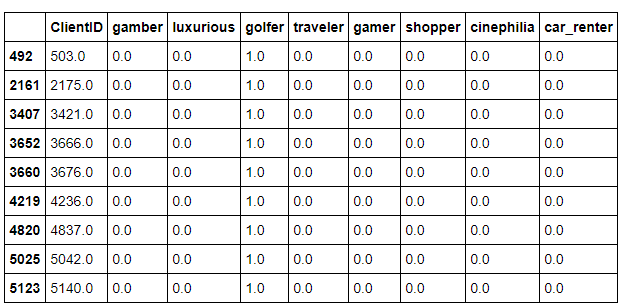 ClientID gamber luxurious golfer traveler gamer shopper cinephilia car_renter
492 503.0 0.0 0.0 1.0 0.0 0.0 0.0 0.0 0.0
2161 2175.0 0.0 0.0 1.0 0.0 0.0 0.0 0.0 0.0
3407 3421.0 0.0 0.0 1.0 0.0 0.0 0.0 0.0 0.0
3652 3666.0 0.0 0.0 1.0 0.0 0.0 0.0 0.0 0.0
3660 3676.0 0.0 0.0 1.0 0.0 0.0 0.0 0.0 0.0
4219 4236.0 0.0 0.0 1.0 0.0 0.0 0.0 0.0 0.0
4820 4837.0 0.0 0.0 1.0 0.0 0.0 0.0 0.0 0.0
5025 5042.0 0.0 0.0 1.0 0.0 0.0 0.0 0.0 0.0
5123 5140.0 0.0 0.0 1.0 0.0 0.0 0.0 0.0 0.0